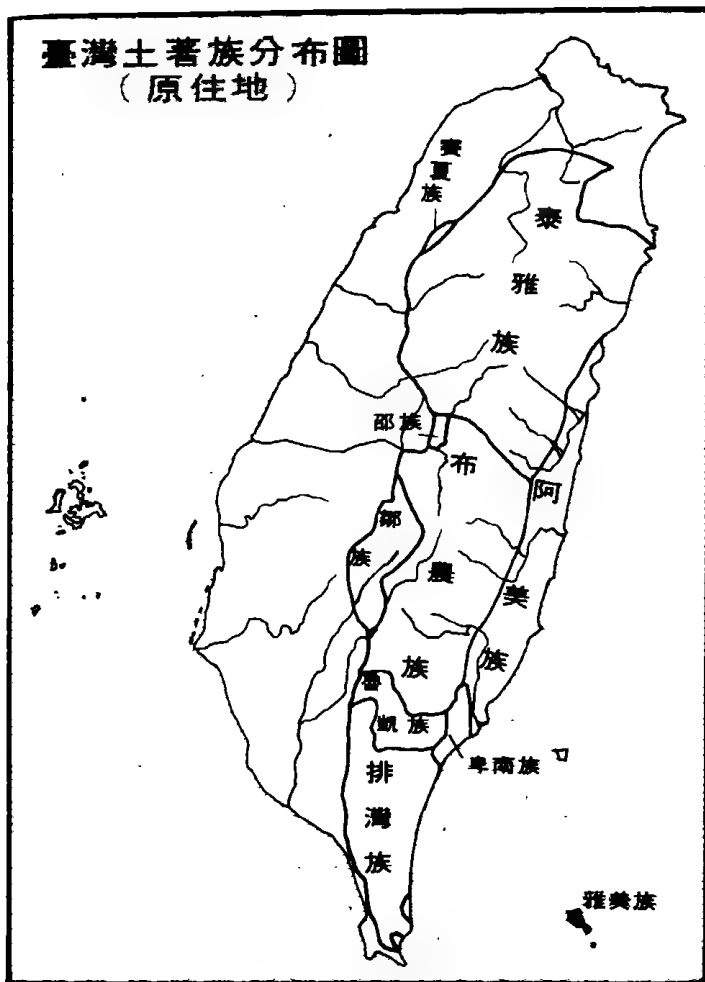 臺灣土著族分布圖
(原住地)
賽夏族
泰雅族
邵族
布農族
阿美族
鄒族
魯凱族
卑南族
排灣族
雅美族